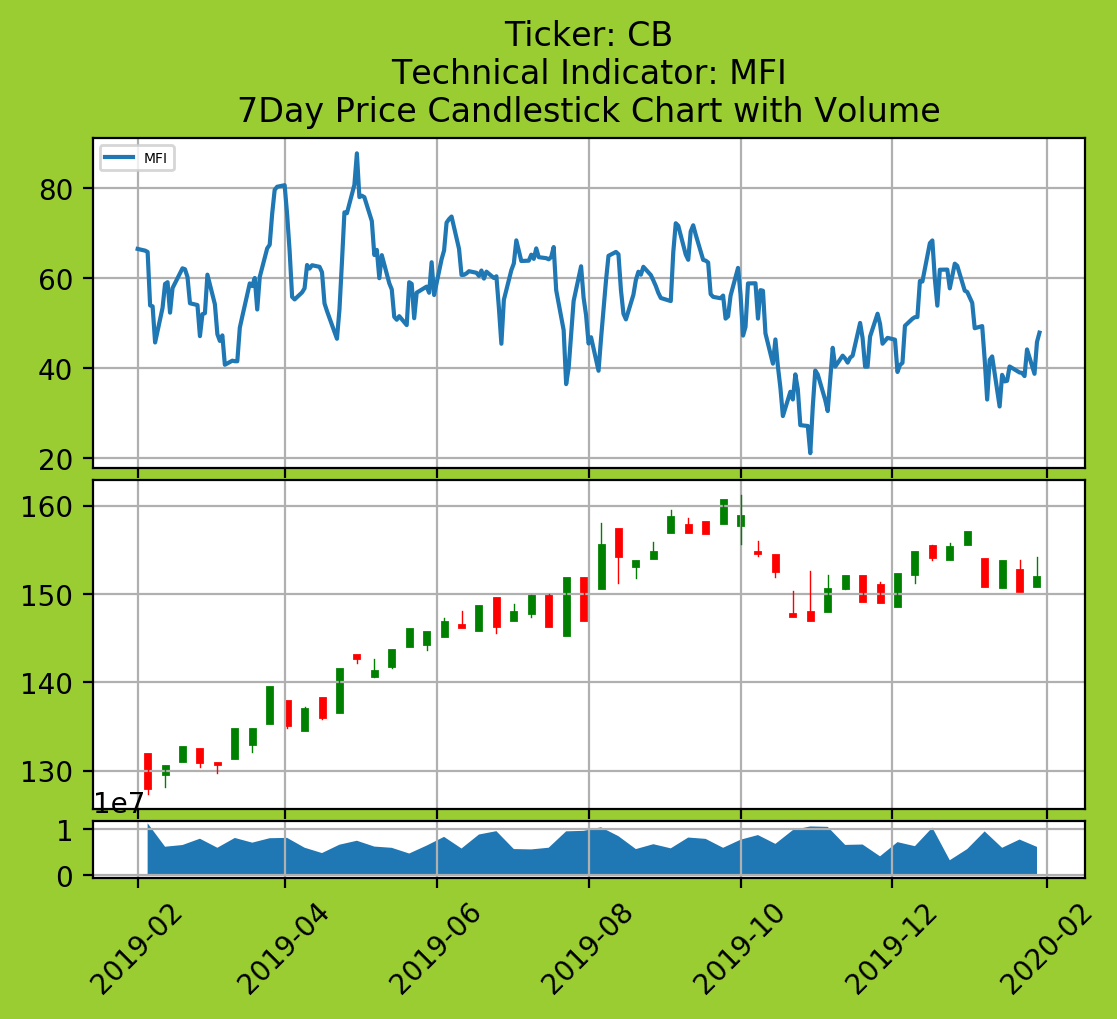 Ticker: CB
Technical Indicator: MFI
7Day Price Candlestick Chart with Volume
MFI
80
60
40
20
160
150
140
130
1e7
1
0
2019-02 2019-04 2019-06 2019-08 2019-10 2019-12 2020-02